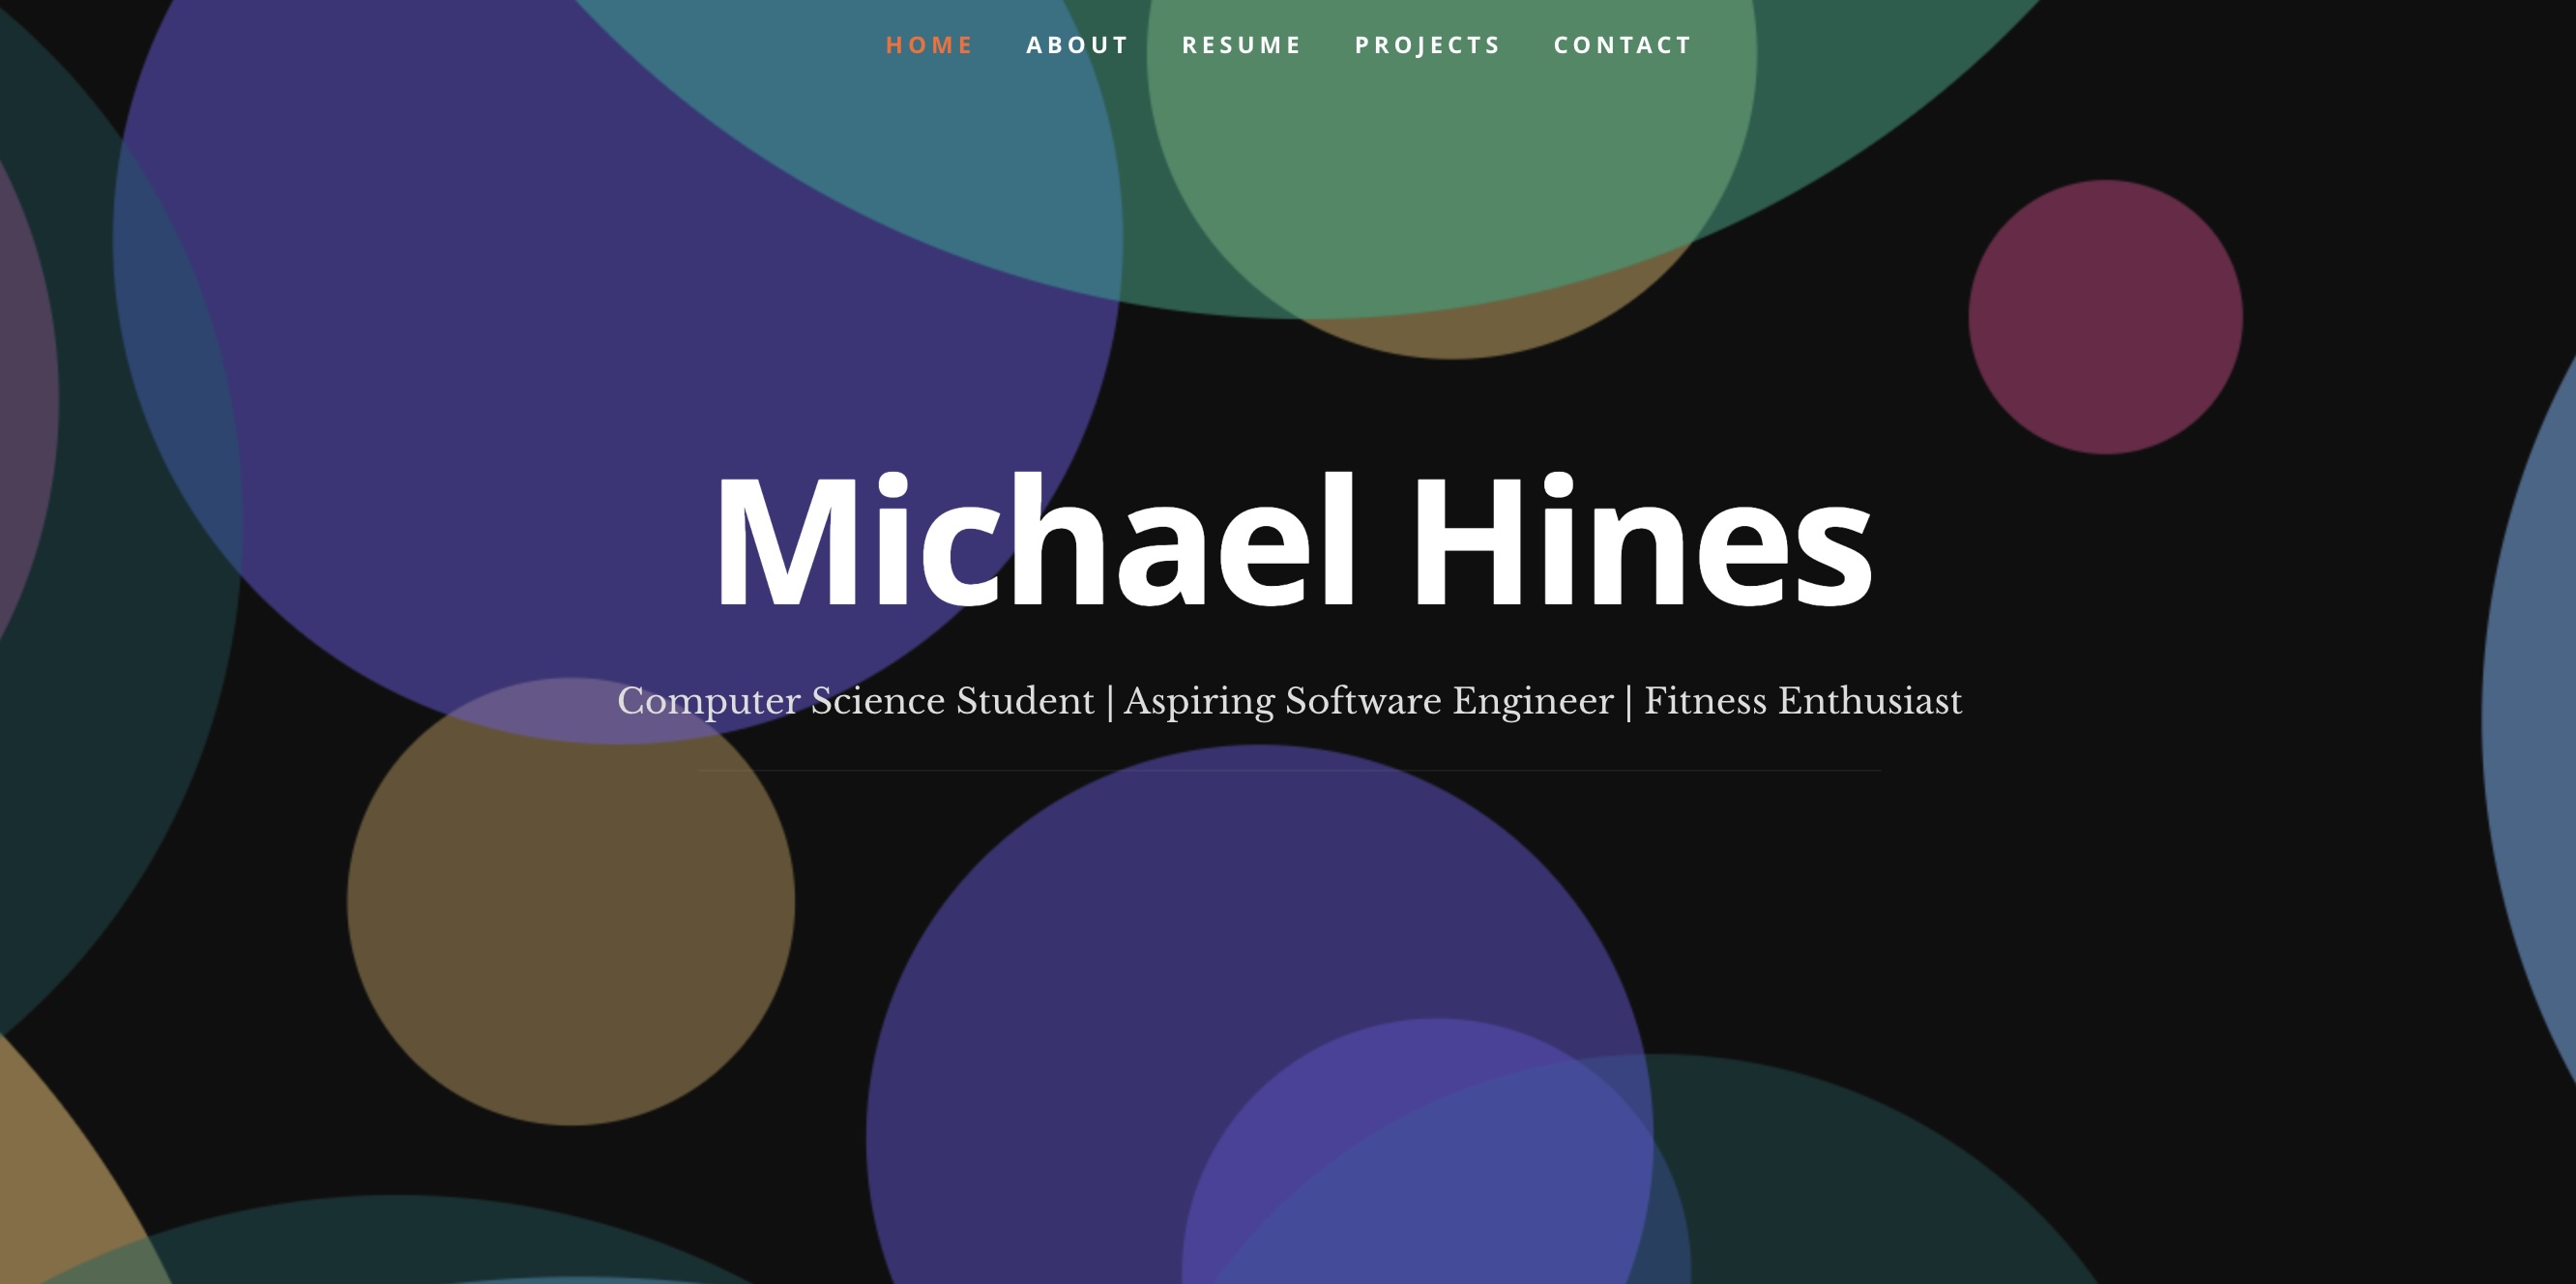 HOME ABOUT RESUME PROJECTS CONTACT
Michael Hines
Computer Science Student | Aspiring Software Engineer | Fitness Enthusiast